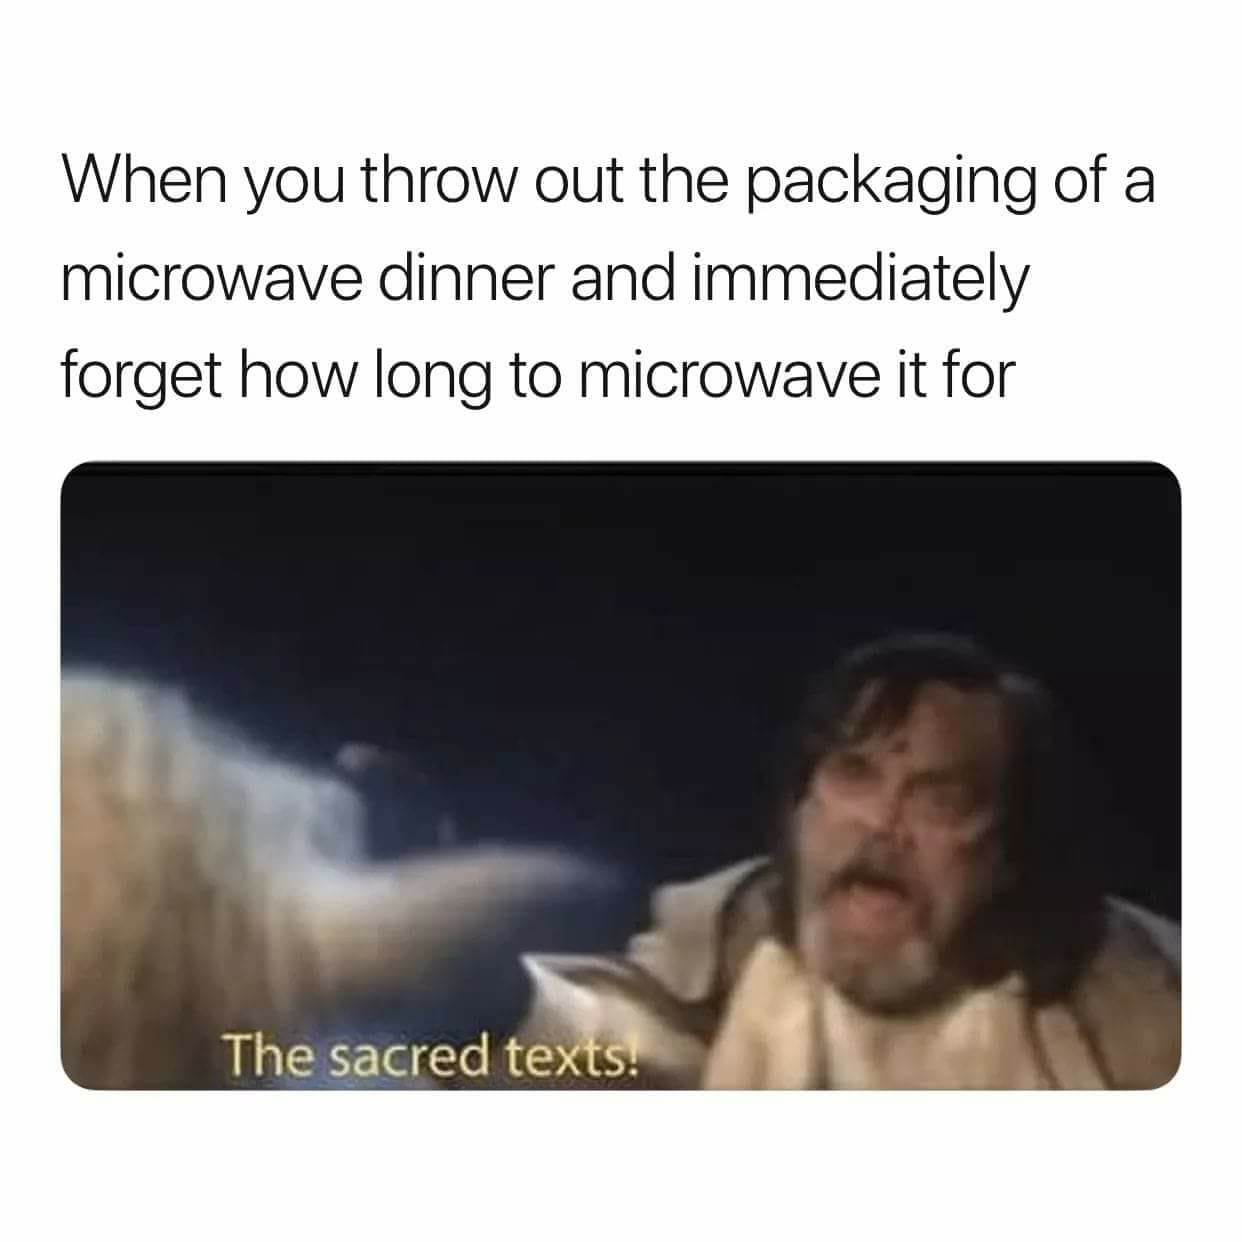 When you throw out the packaging of a
microwave dinner and immediately
forget how long to microwave it for
The sacred texts!